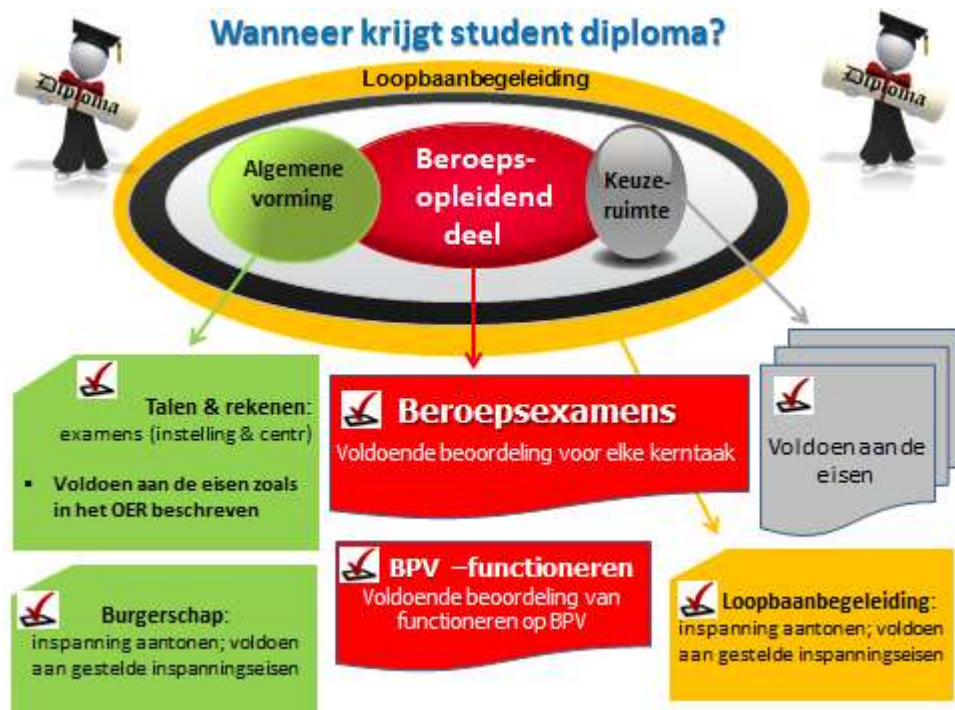 Wanneer krijgt student diploma?
Diploma
Diploma
Loopbaanbegeleiding
Algemene
vorming
Beroeps-
opleidend
deel
Keuze-
ruimte
Talen & rekenen:
examens (instelling & centr)
▪ Voldoen aan de eisen zoals
in het OER beschreven
Beroepsexamens
Voldoende beoordeling voor elke kerntaak
Voldoen aan de
eisen
Burgerschap:
inspanning aantonen; voldoen
aan gestelde inspanningseisen
BPV –functioneren
Voldoende beoordeling van
functioneren op BPV
Loopbaanbegeleiding:
inspanning aantonen; voldoen
aan gestelde inspanningseisen